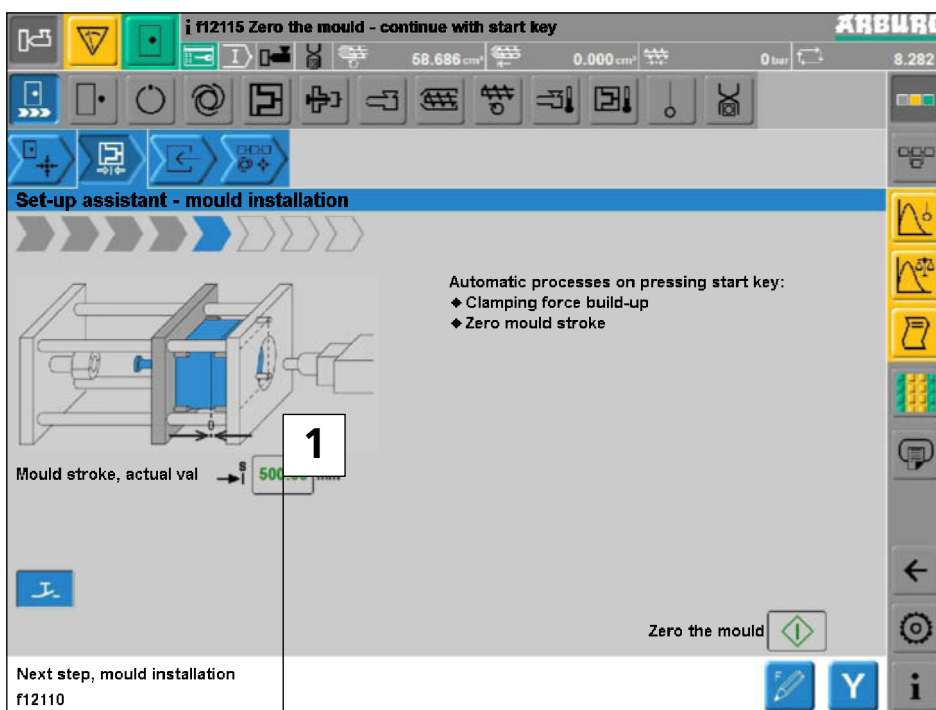 i f12115 Zero the mould - continue with start key
ARBURG
58.686 cm³ 0.000 cm³ 0 bar 8.282
Set-up assistant - mould installation
Automatic processes on pressing start key:
◆ Clamping force build-up
◆ Zero mould stroke
0
1
Mould stroke, actual val s 500. mm
Zero the mould
Next step, mould installation
f12110
F Y i